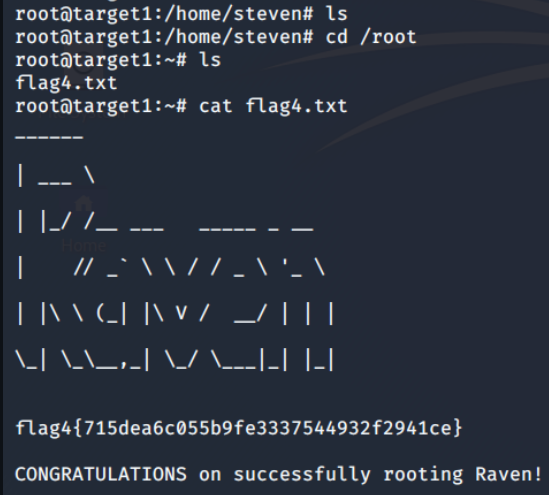 root@target1:/home/steven# ls
root@target1:/home/steven# cd /root
root@target1:~# ls
flag4.txt
root@target1:~# cat flag4.txt
______
| ___ \
| |_/ /__ ___   _____ _ __
|    // _` \ \ / / _ \ '_ \
| |\ \ (_| |\ V /  __/ | | |
\_| \_\__,_| \_/ \___|_| |_|
flag4{715dea6c055b9fe3337544932f2941ce}
CONGRATULATIONS on successfully rooting Raven!
Home